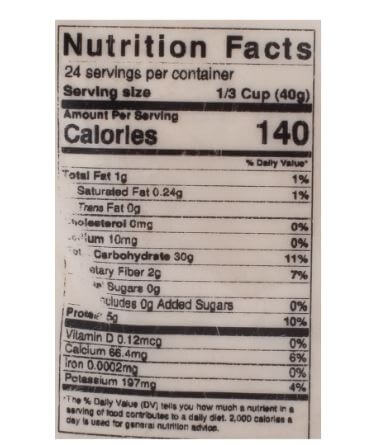 Nutrition Facts
24 servings per container
Serving size 1/3 Cup (40g)
Amount Per Serving
Calories 140
% Daily Value*
Total Fat 1g 1%
Saturated Fat 0.24g 1%
Trans Fat 0g
holesterol 0mg 0%
ium 10mg 0%
Carbohydrate 30g 11%
etary Fiber 2g 7%
Sugars 0g
cludes 0g Added Sugars 0%
Protein 5g 10%
Vitamin D 0.12mcg 0%
Calcium 66.4mg 6%
Iron 0.0002mg 0%
Potassium 197mg 4%
*The % Daily Value (DV) tells you how much a nutrient in a
serving of food contributes to a daily diet. 2,000 calories a
day is used for general nutrition advice.